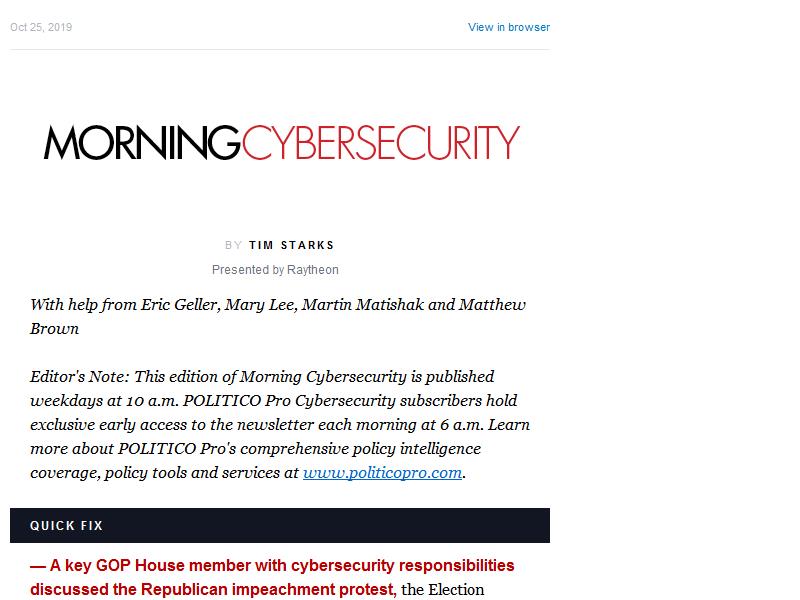 Oct 25, 2019
View in browser
MORNINGCYBERSECURITY
BY TIM STARKS
Presented by Raytheon
With help from Eric Geller, Mary Lee, Martin Matishak and Matthew
Brown
Editor's Note: This edition of Morning Cybersecurity is published
weekdays at 10 a.m. POLITICO Pro Cybersecurity subscribers hold
exclusive early access to the newsletter each morning at 6 a.m. Learn
more about POLITICO Pro's comprehensive policy intelligence
coverage, policy tools and services at www.politicopro.com.
QUICK FIX
— A key GOP House member with cybersecurity responsibilities
discussed the Republican impeachment protest, the Election